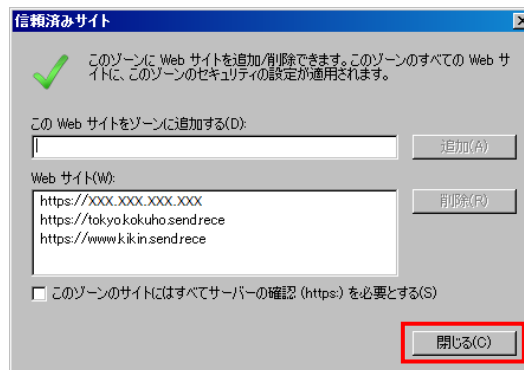 信頼済みサイト
このゾーンに Web サイトを追加/削除できます。このゾーンのすべての Web サ
イトに、このゾーンのセキュリティの設定が適用されます。
この Web サイトをゾーンに追加する(D):
追加(A)
Web サイト(W):
https://XXX.XXX.XXX.XXX
https://tokyo.kokuho.send.rece
https://www.kikin.send.rece
削除(R)
このゾーンのサイトにはすべてサーバーの確認 (https:) を必要とする(S)
閉じる(C)